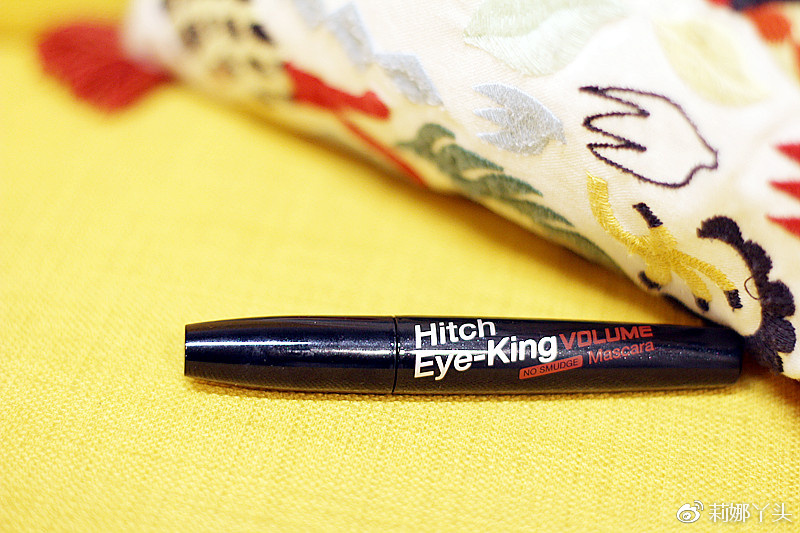 Hitch
Eye-King VOLUME
NO SMUDGE Mascara
莉娜丫头